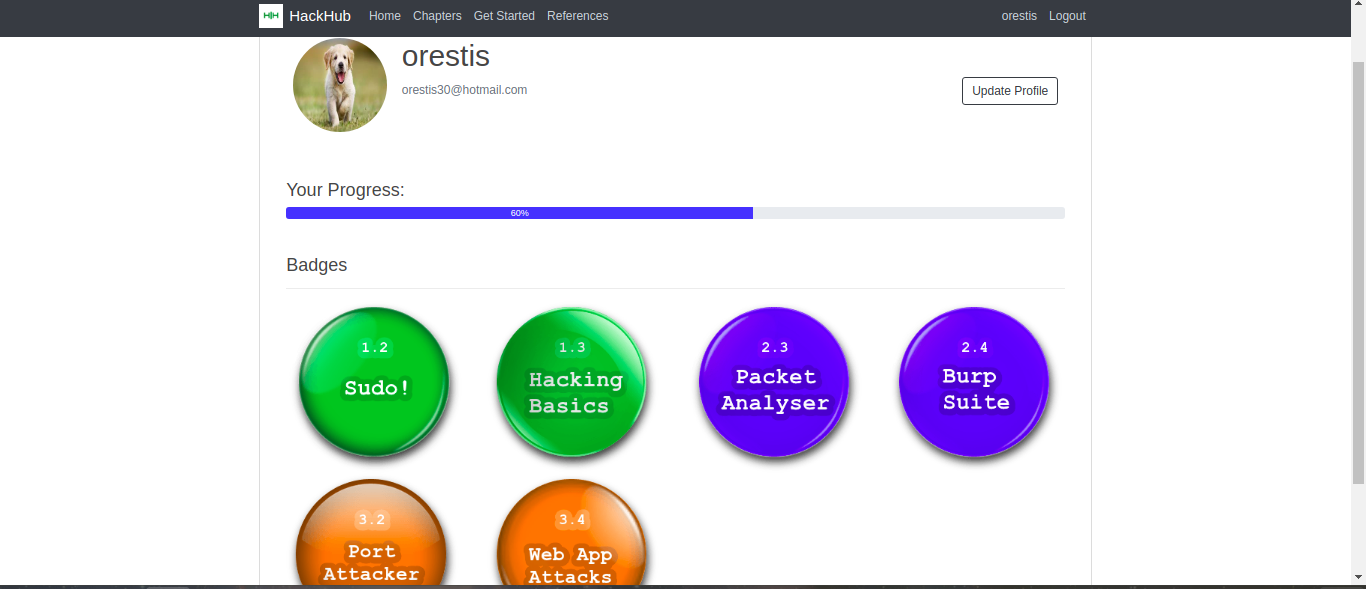 HH HackHub Home Chapters Get Started References orestis Logout
orestis
orestis30@hotmail.com
Update Profile
Your Progress:
60%
Badges
1.2
Sudo!
1.3
Hacking
Basics
2.3
Packet
Analyser
2.4
Burp
Suite
3.2
Port
Attacker
3.4
Web App
Attacks